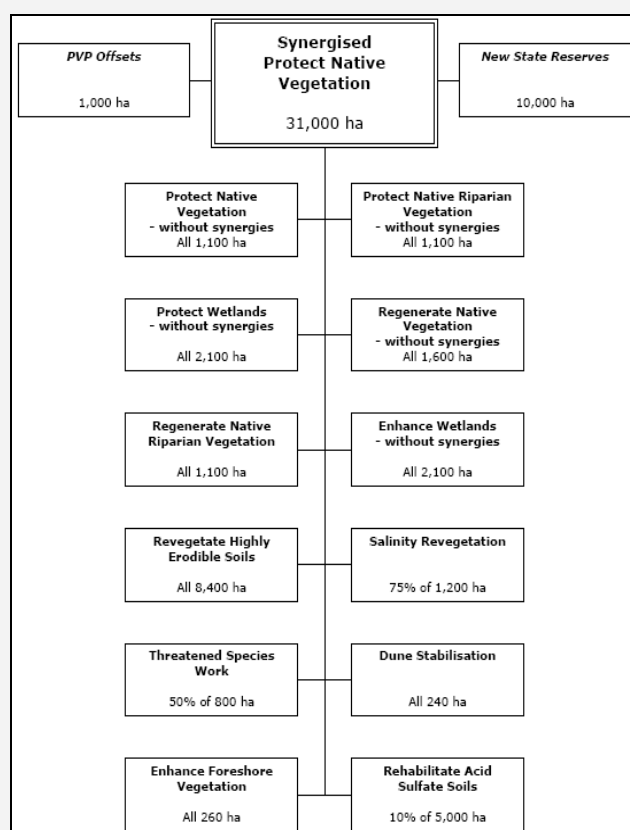 PVP Offsets
1,000 ha
Synergised
Protect Native
Vegetation
31,000 ha
New State Reserves
10,000 ha
Protect Native
Vegetation
- without synergies
All 1,100 ha
Protect Native Riparian
Vegetation
- without synergies
All 1,100 ha
Protect Wetlands
- without synergies
All 2,100 ha
Regenerate Native
Vegetation
- without synergies
All 1,600 ha
Regenerate Native
Riparian Vegetation
All 1,100 ha
Enhance Wetlands
- without synergies
All 2,100 ha
Revegetate Highly
Erodible Soils
All 8,400 ha
Salinity Revegetation
75% of 1,200 ha
Threatened Species
Work
50% of 800 ha
Dune Stabilisation
All 240 ha
Enhance Foreshore
Vegetation
All 260 ha
Rehabilitate Acid
Sulfate Soils
10% of 5,000 ha